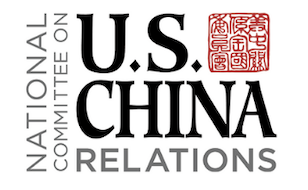 NATIONAL
COMMITTEE ON
U.S.
CHINA
RELATIONS